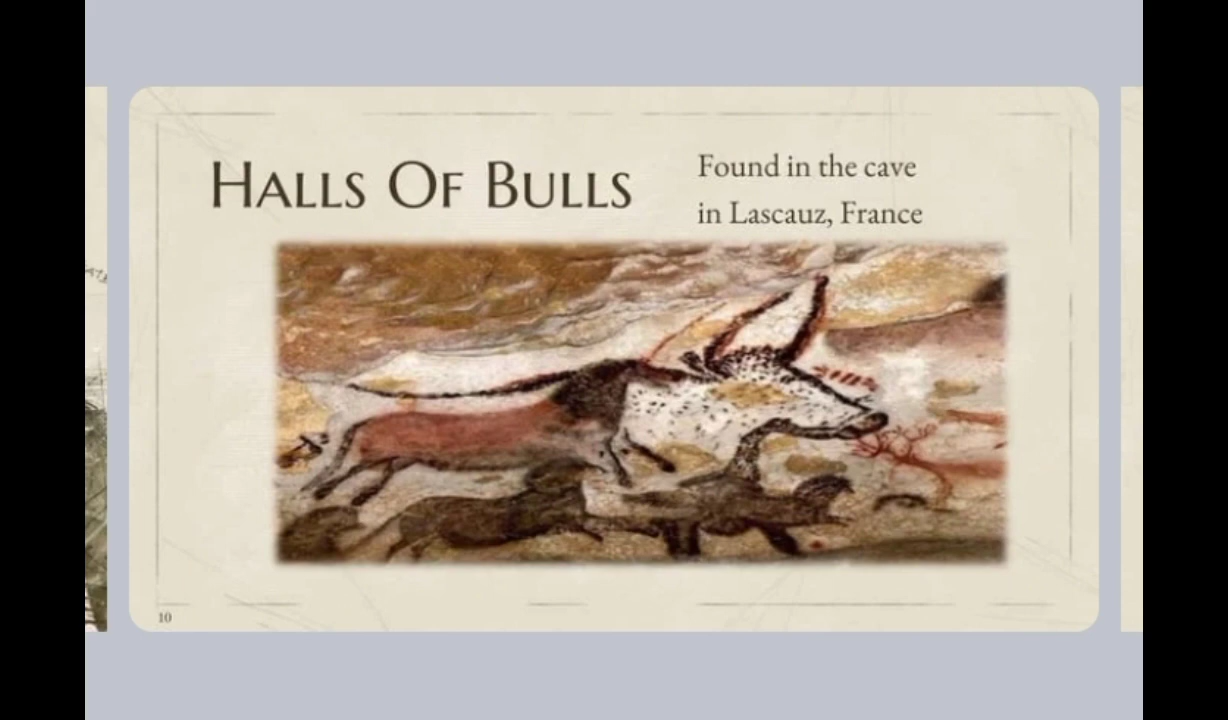 Halls Of Bulls
Found in the cave
in Lascauz, France
10